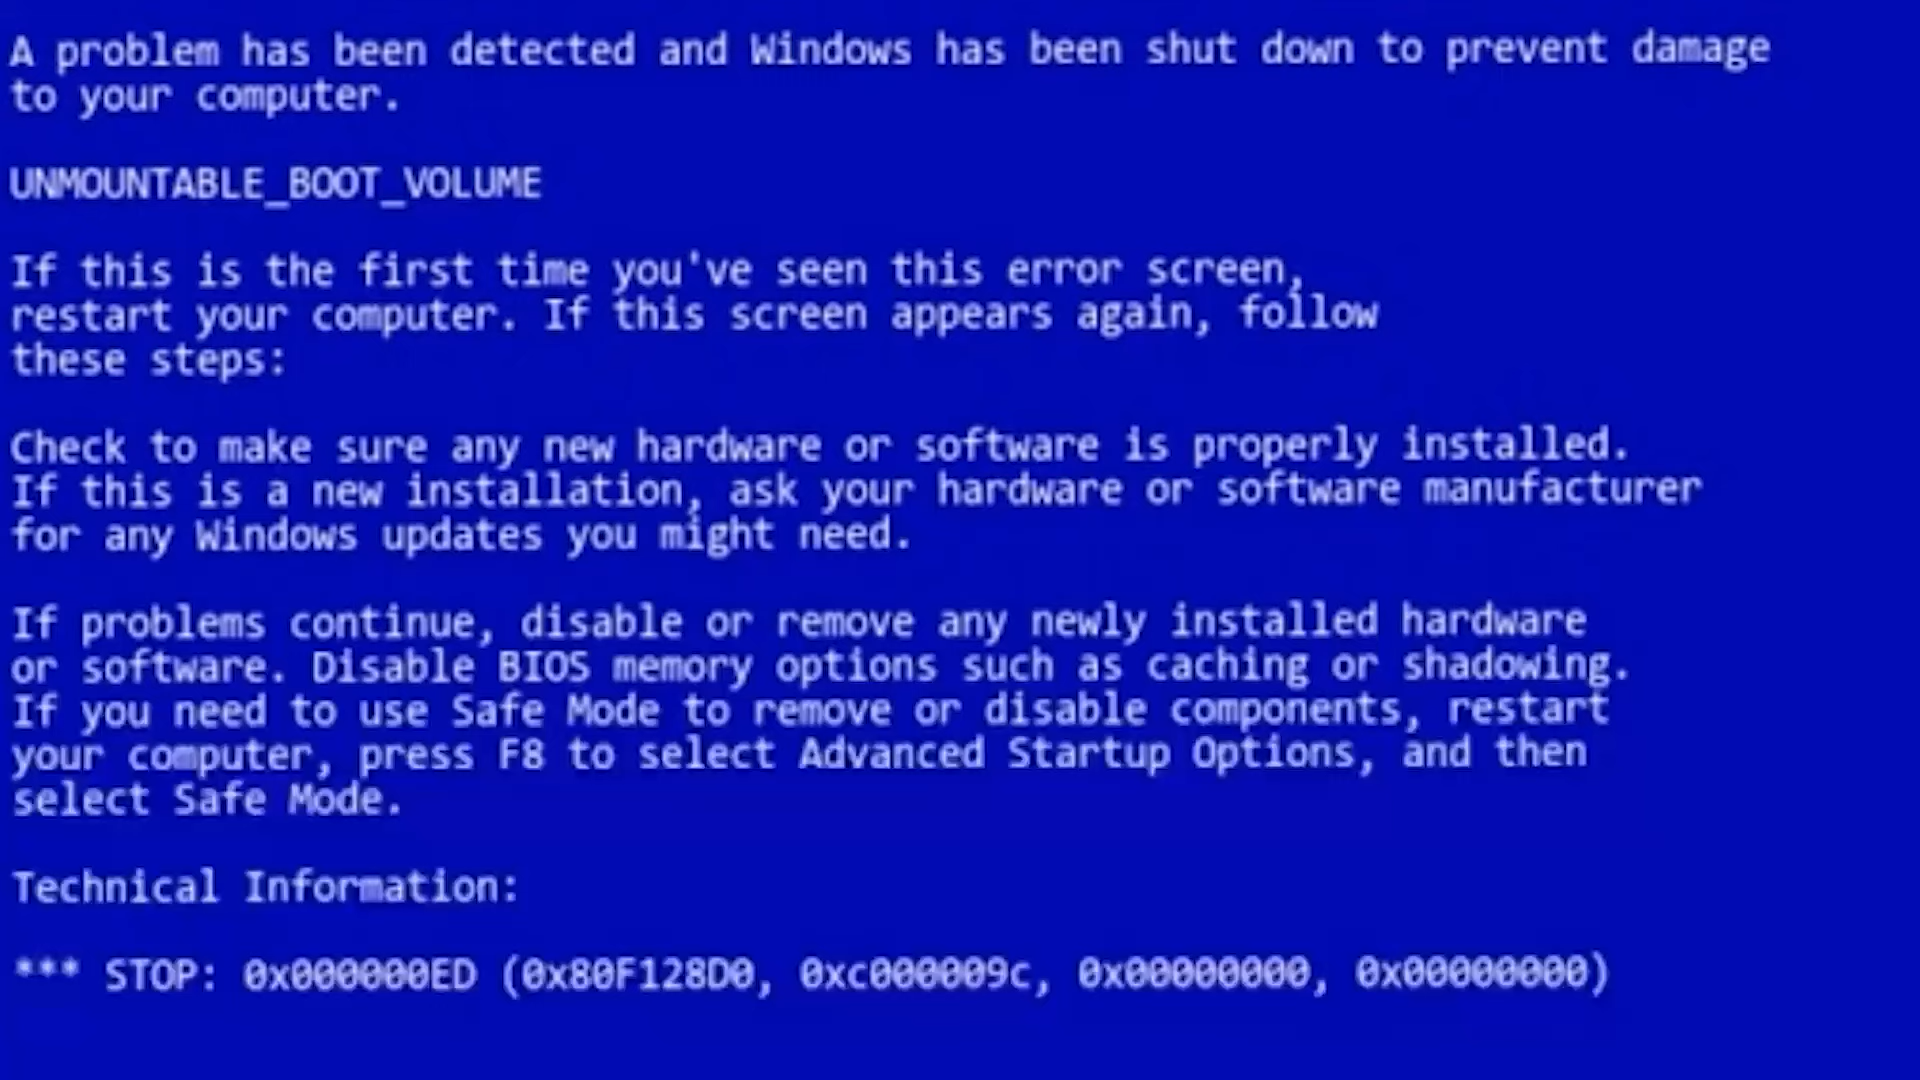 A problem has been detected and Windows has been shut down to prevent damage
to your computer.
UNMOUNTABLE_BOOT_VOLUME
If this is the first time you've seen this error screen,
restart your computer. If this screen appears again, follow
these steps:
Check to make sure any new hardware or software is properly installed.
If this is a new installation, ask your hardware or software manufacturer
for any Windows updates you might need.
If problems continue, disable or remove any newly installed hardware
or software. Disable BIOS memory options such as caching or shadowing.
If you need to use Safe Mode to remove or disable components, restart
your computer, press F8 to select Advanced Startup Options, and then
select Safe Mode.
Technical Information:
*** STOP: 0x000000ED (0x80F128D0, 0xc000009c, 0x00000000, 0x00000000)